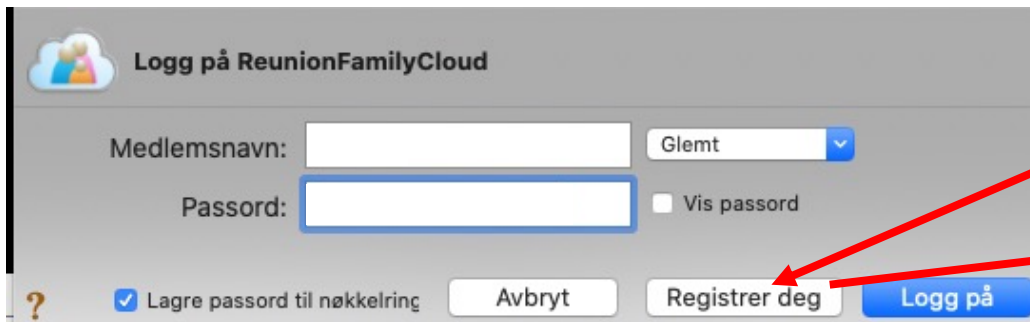 Logg på ReunionFamilyCloud
Medlemsnavn: Glemt
Passord: Vis passord
? Lagre passord til nøkkelring Avbryt Registrer deg Logg på